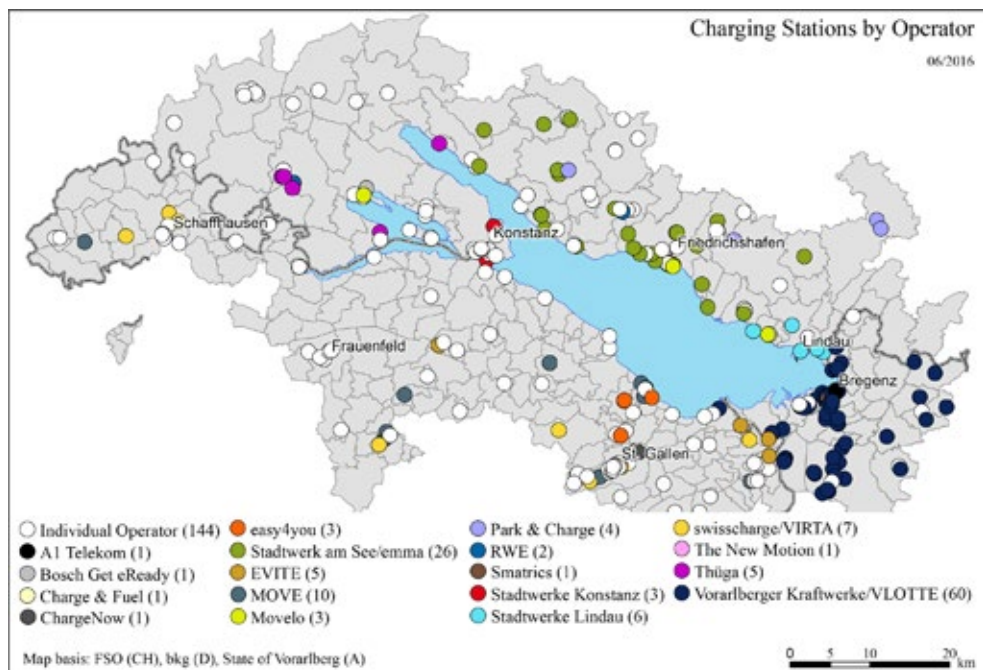 Charging Stations by Operator
06/2016
Schaffhausen
Konstanz
Friedrichshafen
Lindau
Frauenfeld
Bregenz
St. Gallen
Individual Operator (144)
A1 Telekom (1)
Bosch Get eReady (1)
Charge & Fuel (1)
ChargeNow (1)
easy4you (3)
Stadtwerk am See/emma (26)
EVITE (5)
MOVE (10)
Movelo (3)
Park & Charge (4)
RWE (2)
Smatrics (1)
Stadtwerke Konstanz (3)
Stadtwerke Lindau (6)
swisscharge/VIRTA (7)
The New Motion (1)
Thüga (5)
Vorarlberger Kraftwerke/VLOTTE (60)
Map basis: FSO (CH), bkg (D), State of Vorarlberg (A)
0 5 10 20
km